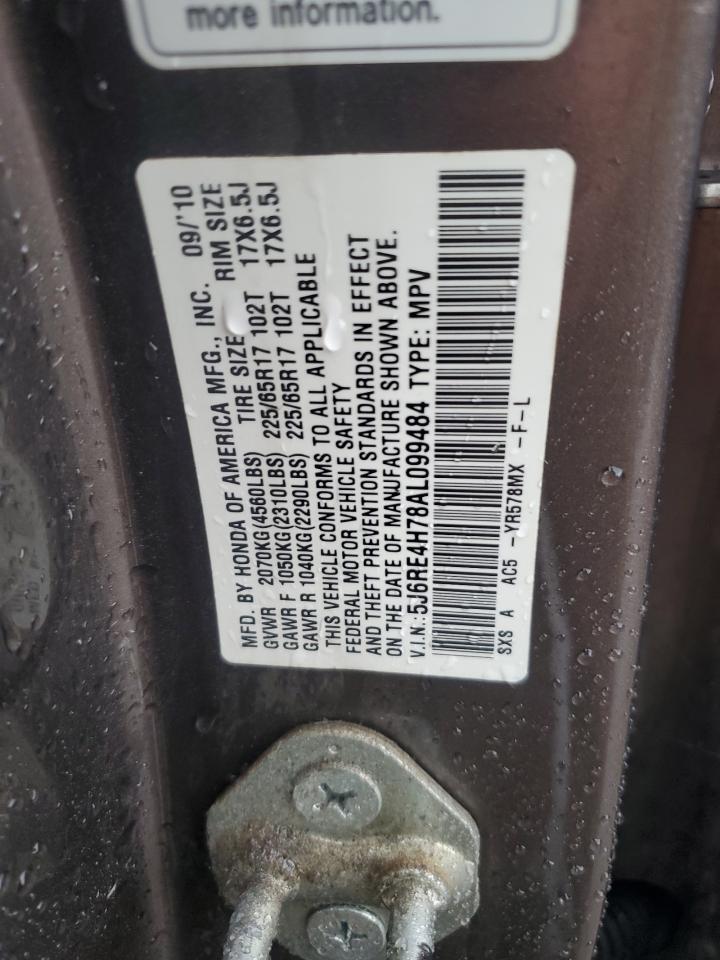 more information.
MFD. BY HONDA OF AMERICA MFG., INC. 09/'10
TIRE SIZE RIM SIZE
GVWR 2070KG(4560LBS)
GAWR F 1050KG(2310LBS) 225/65R17 102T 17X6.5J
GAWR R 1040KG(2290LBS) 225/65R17 102T 17X6.5J
THIS VEHICLE CONFORMS TO ALL APPLICABLE
FEDERAL MOTOR VEHICLE SAFETY
AND THEFT PREVENTION STANDARDS IN EFFECT
ON THE DATE OF MANUFACTURE SHOWN ABOVE.
V.I.N.:5J6RE4H78AL099484 TYPE: MPV
SXS A AC5 -YR578MX -F-L